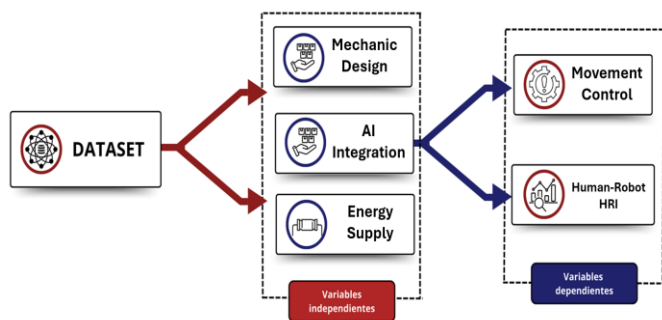 DATASET
Mechanic
Design
AI
Integration
Energy
Supply
Variables
independientes
Movement
Control
Human-Robot
HRI
Variables
dependientes